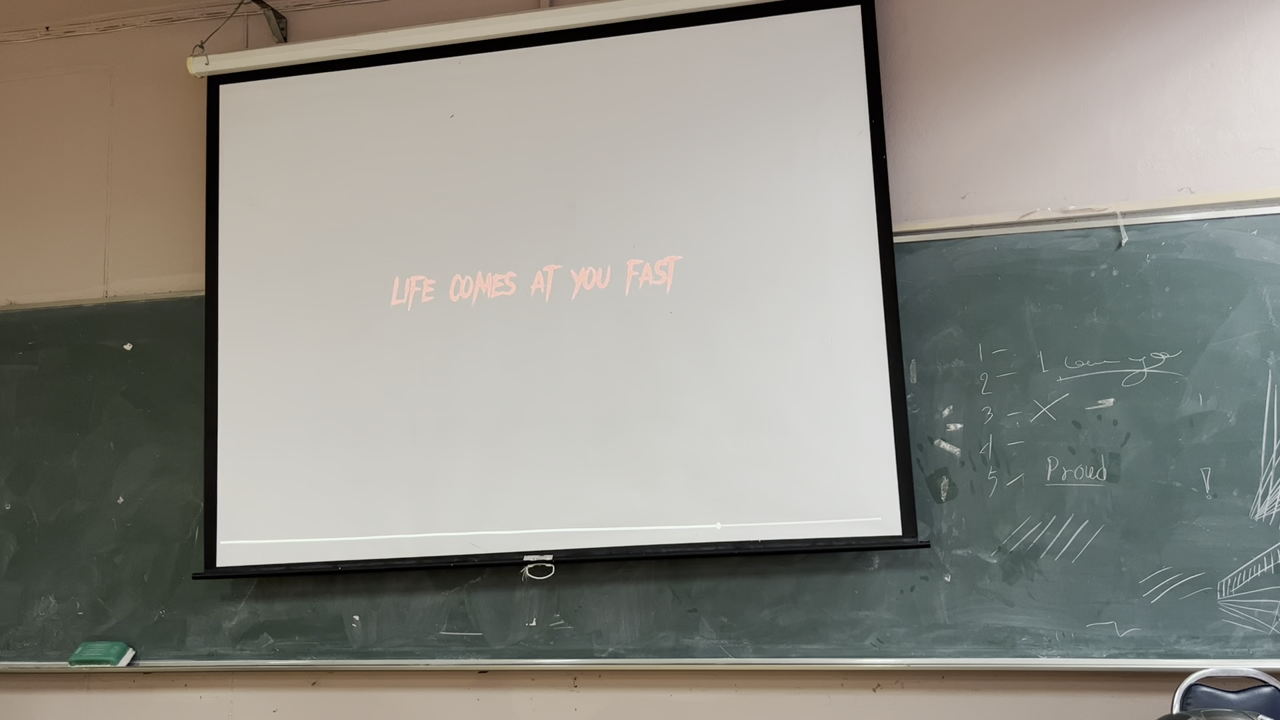 LIFE COMES AT YOU FAST
1 -
2 -
3 - X -
4 -
5 - Proud
!